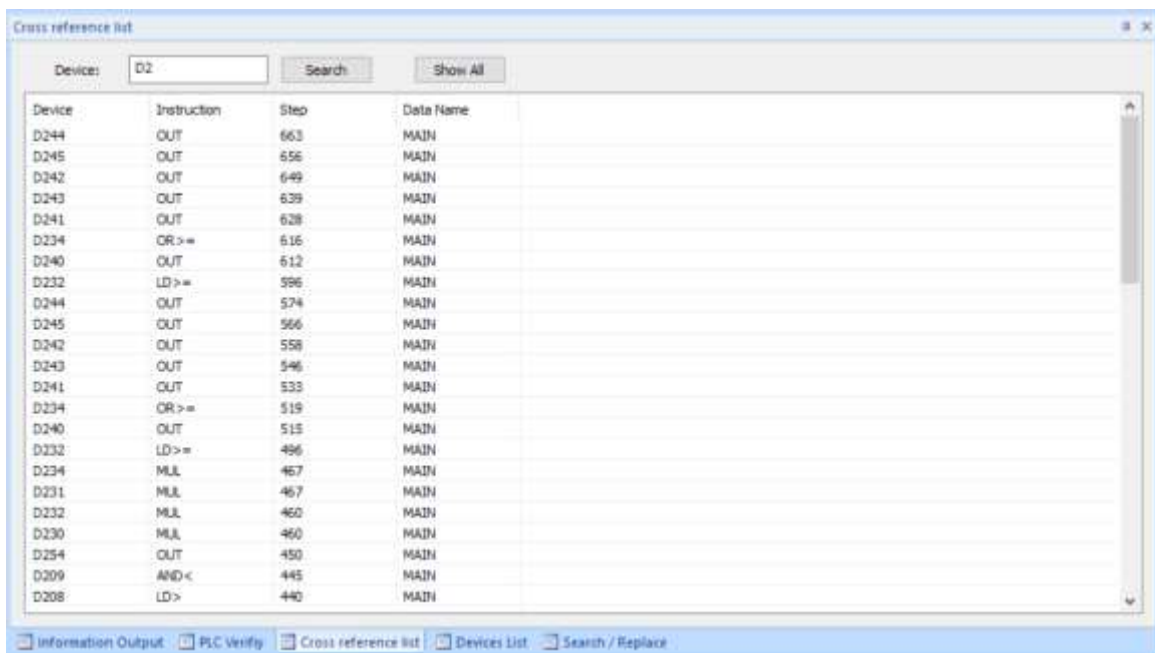 Cross reference list
Device: D2 Search Show All
Device Instruction Step Data Name
D244 OUT 663 MAIN
D245 OUT 656 MAIN
D242 OUT 649 MAIN
D243 OUT 639 MAIN
D241 OUT 628 MAIN
D234 OR>= 616 MAIN
D240 OUT 612 MAIN
D232 LD>= 596 MAIN
D244 OUT 574 MAIN
D245 OUT 566 MAIN
D242 OUT 558 MAIN
D243 OUT 546 MAIN
D241 OUT 533 MAIN
D234 OR>= 519 MAIN
D240 OUT 515 MAIN
D232 LD>= 496 MAIN
D234 MUL 467 MAIN
D231 MUL 467 MAIN
D232 MUL 460 MAIN
D230 MUL 460 MAIN
D254 OUT 450 MAIN
D209 AND< 445 MAIN
D208 LD> 440 MAIN
Information Output PLC Verifiy Cross reference list Devices List Search / Replace